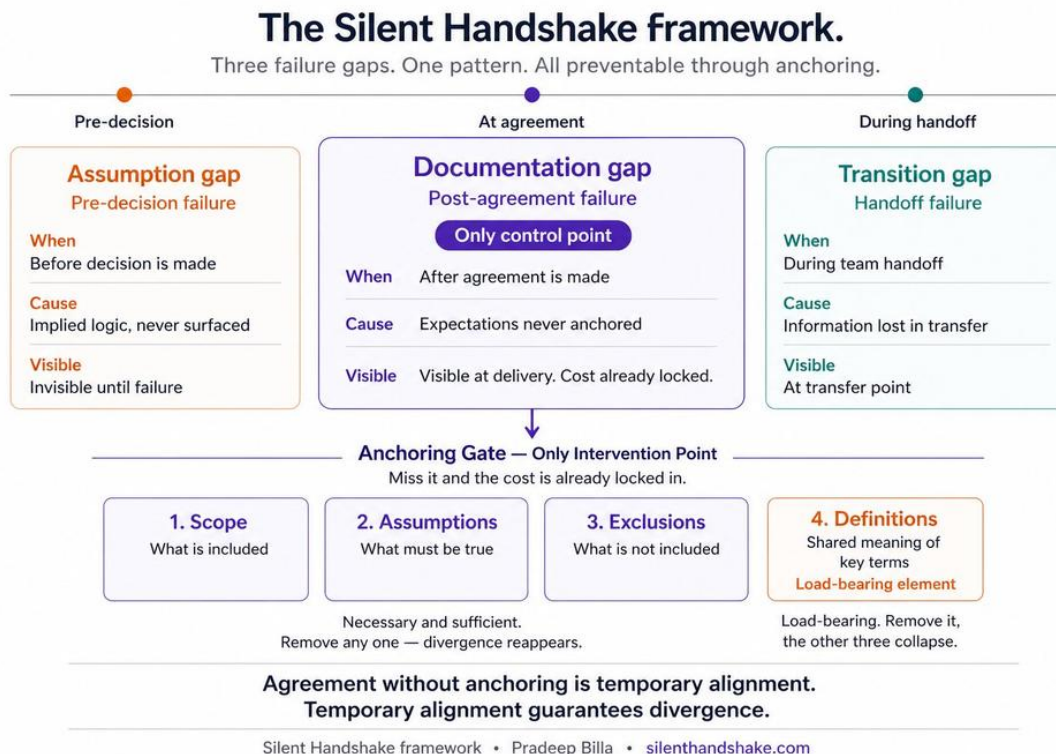 The Silent Handshake framework.
Three failure gaps. One pattern. All preventable through anchoring.
Pre-decision
At agreement
During handoff
Assumption gap
Pre-decision failure
When
Before decision is made
Cause
Implied logic, never surfaced
Visible
Invisible until failure
Documentation gap
Post-agreement failure
Only control point
When After agreement is made
Cause Expectations never anchored
Visible Visible at delivery. Cost already locked.
Transition gap
Handoff failure
When
During team handoff
Cause
Information lost in transfer
Visible
At transfer point
Anchoring Gate — Only Intervention Point
Miss it and the cost is already locked in.
1. Scope
What is included
2. Assumptions
What must be true
3. Exclusions
What is not included
4. Definitions
Shared meaning of
key terms
Load-bearing element
Necessary and sufficient.
Remove any one — divergence reappears.
Load-bearing. Remove it,
the other three collapse.
Agreement without anchoring is temporary alignment.
Temporary alignment guarantees divergence.
Silent Handshake framework • Pradeep Billa • silenthandshake.com